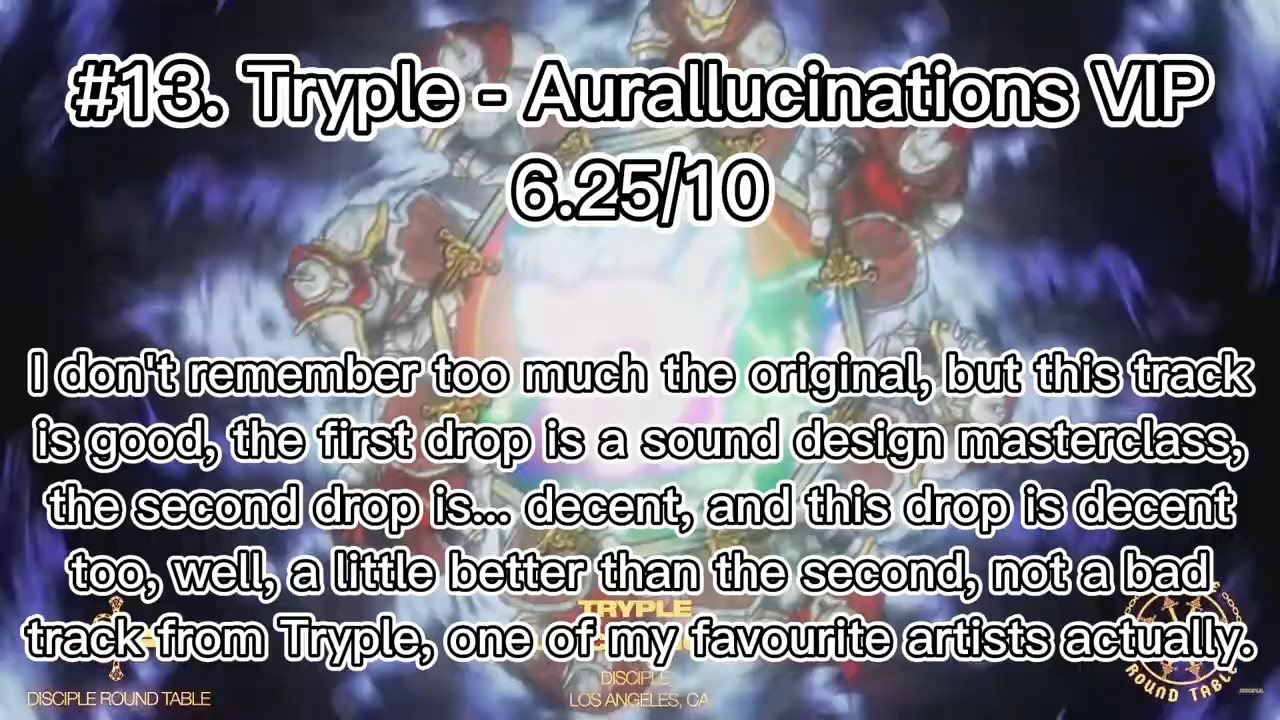 #13. Tryple - Aurallucinations VIP
6.25/10
I don't remember too much the original, but this track
is good, the first drop is a sound design masterclass,
the second drop is... decent, and this drop is decent
too, well, a little better than the second, not a bad
TRYPLE
track from Tryple, one of my favourite artists actually.
DISCIPLE
LOS ANGELES, CA
DISCIPLE ROUND TABLE
ROUND TABLE